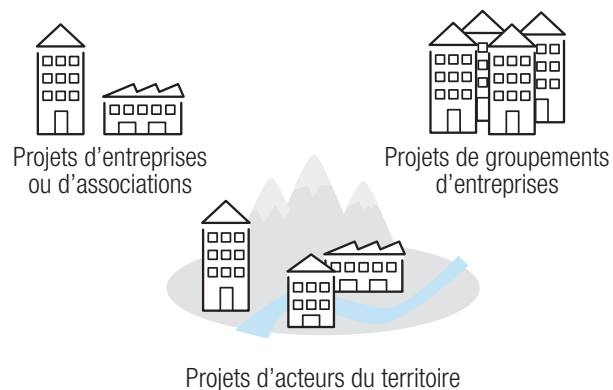 Projets d'entreprises
ou d'associations
Projets de groupements
d'entreprises
Projets d'acteurs du territoire